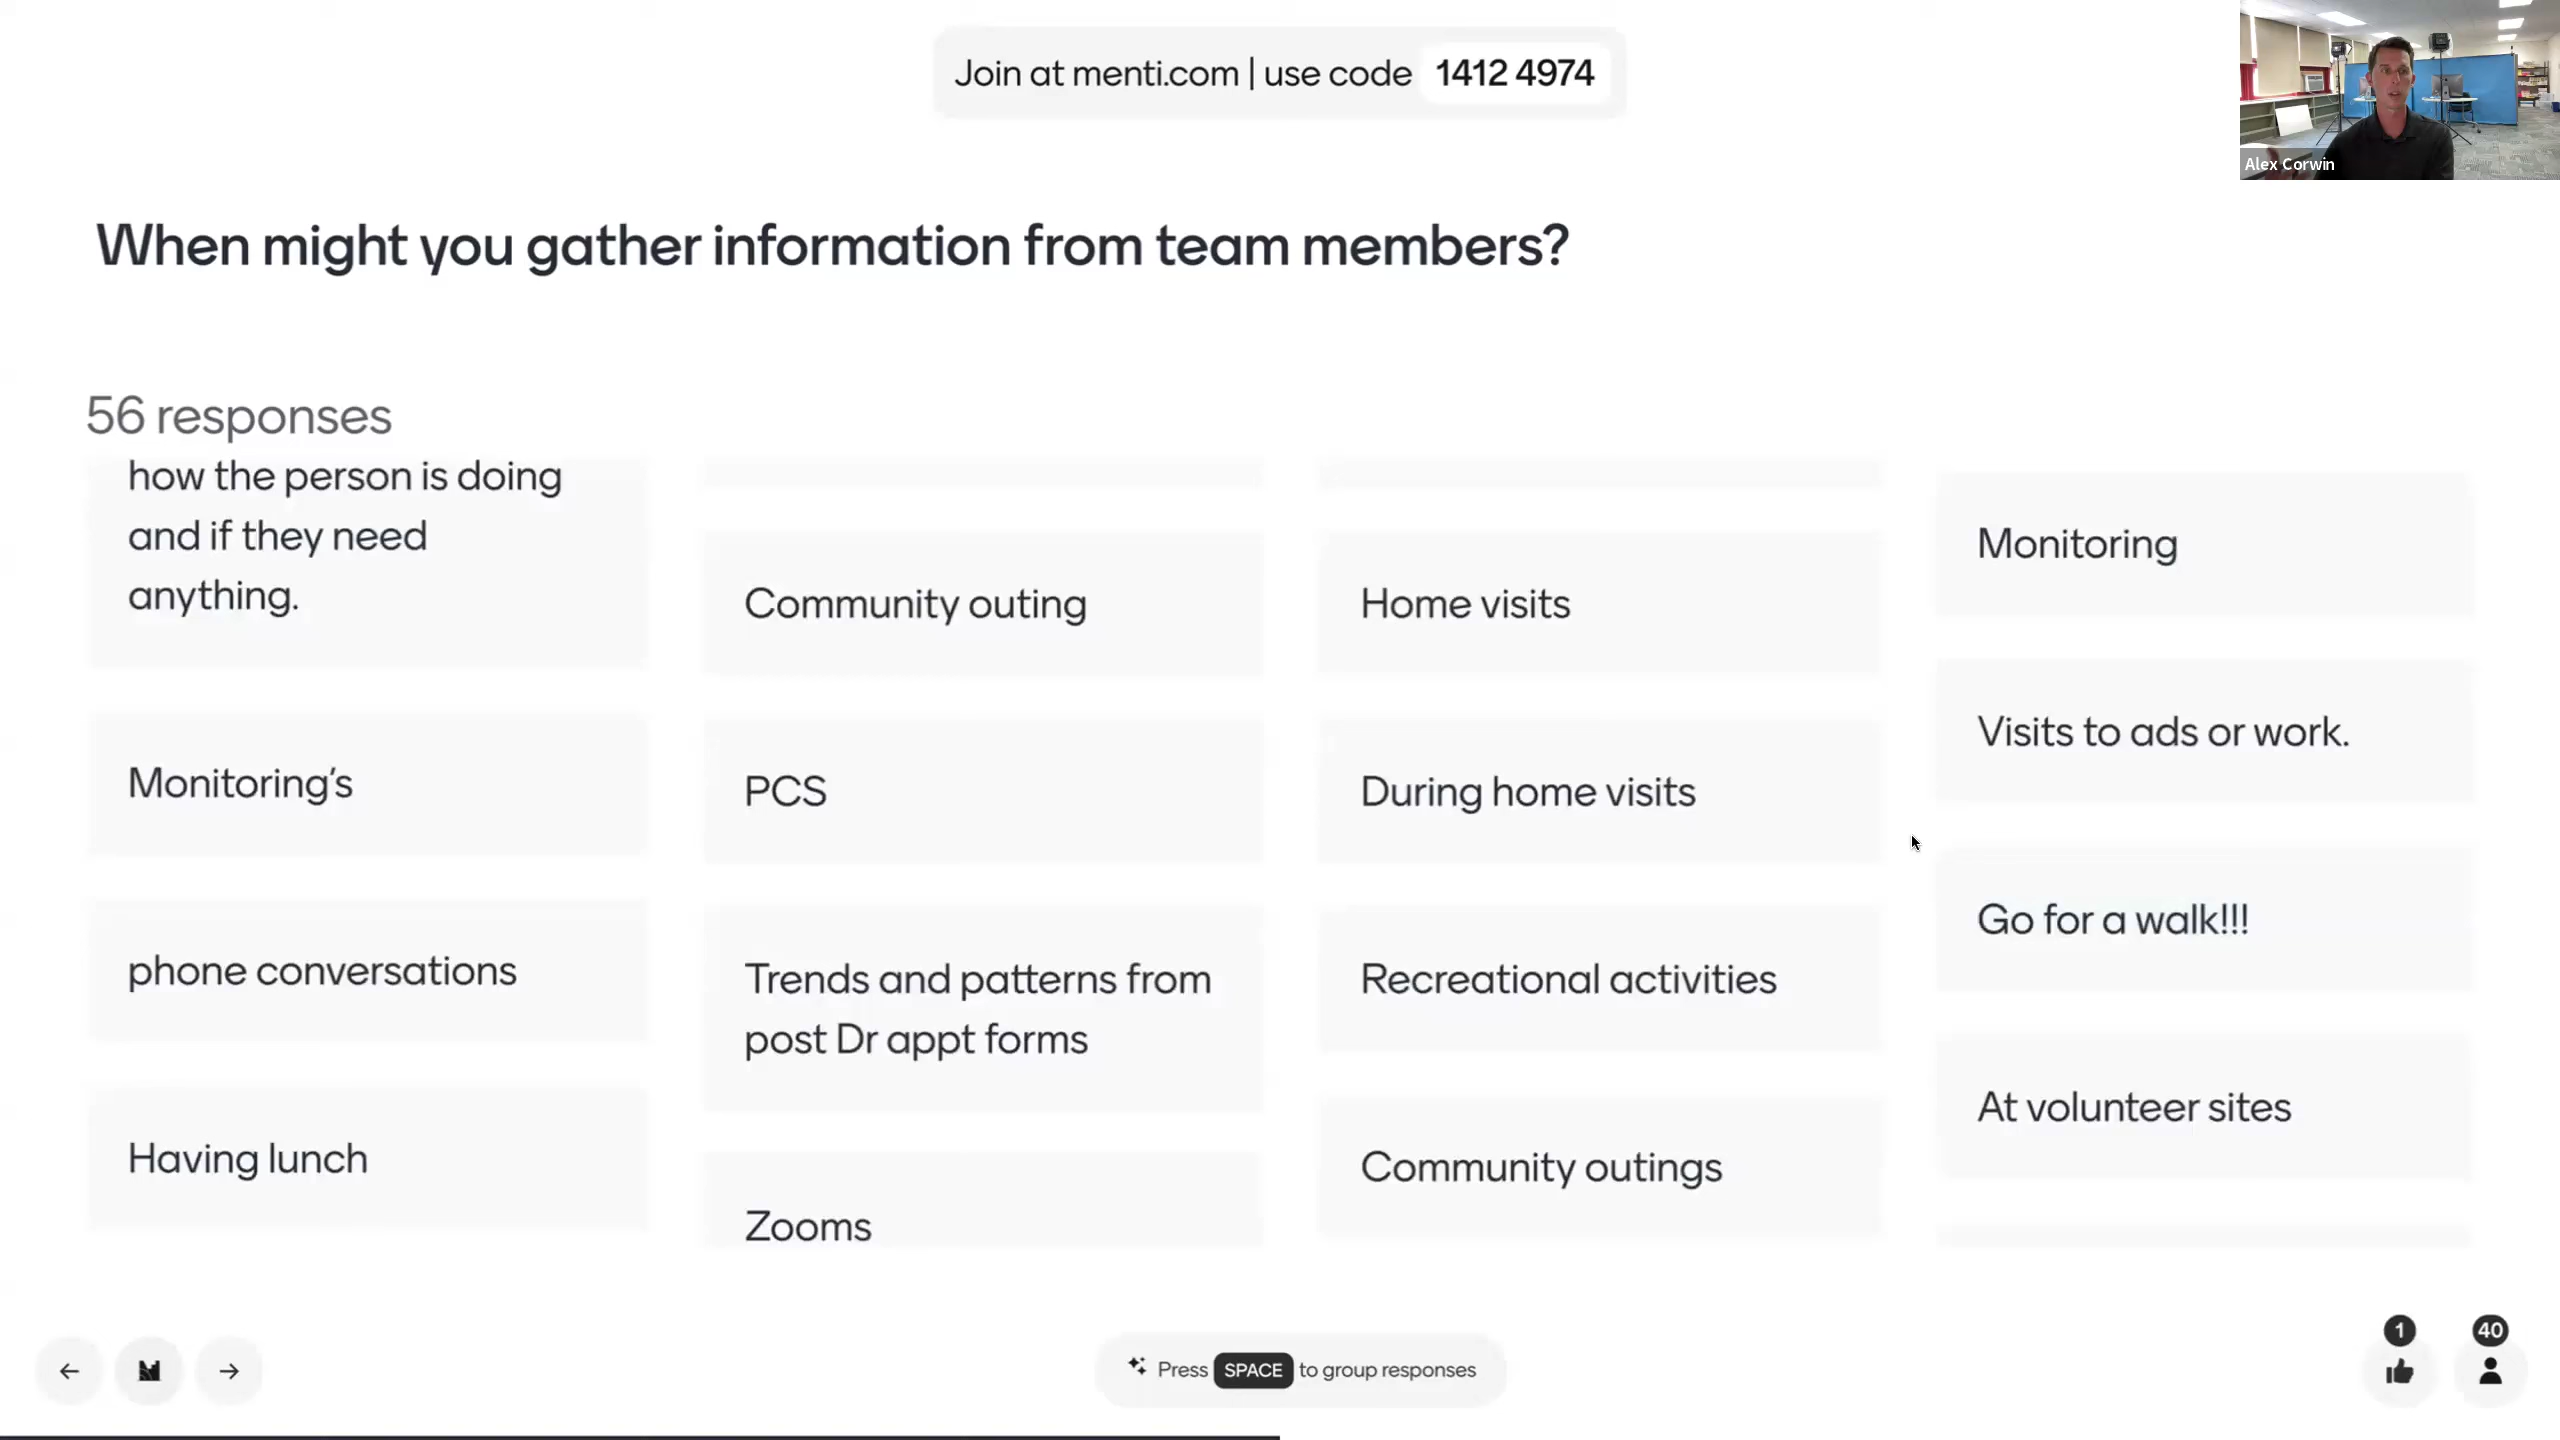 Join at menti.com | use code 1412 4974
Alex Corwin
When might you gather information from team members?
56 responses
how the person is doing
and if they need
anything.
Monitoring's
phone conversations
Having lunch
Community outing
PCS
Trends and patterns from
post Dr appt forms
Zooms
Home visits
During home visits
Recreational activities
Community outings
Monitoring
Visits to ads or work.
Go for a walk!!!
At volunteer sites
Press SPACE to group responses
1
40